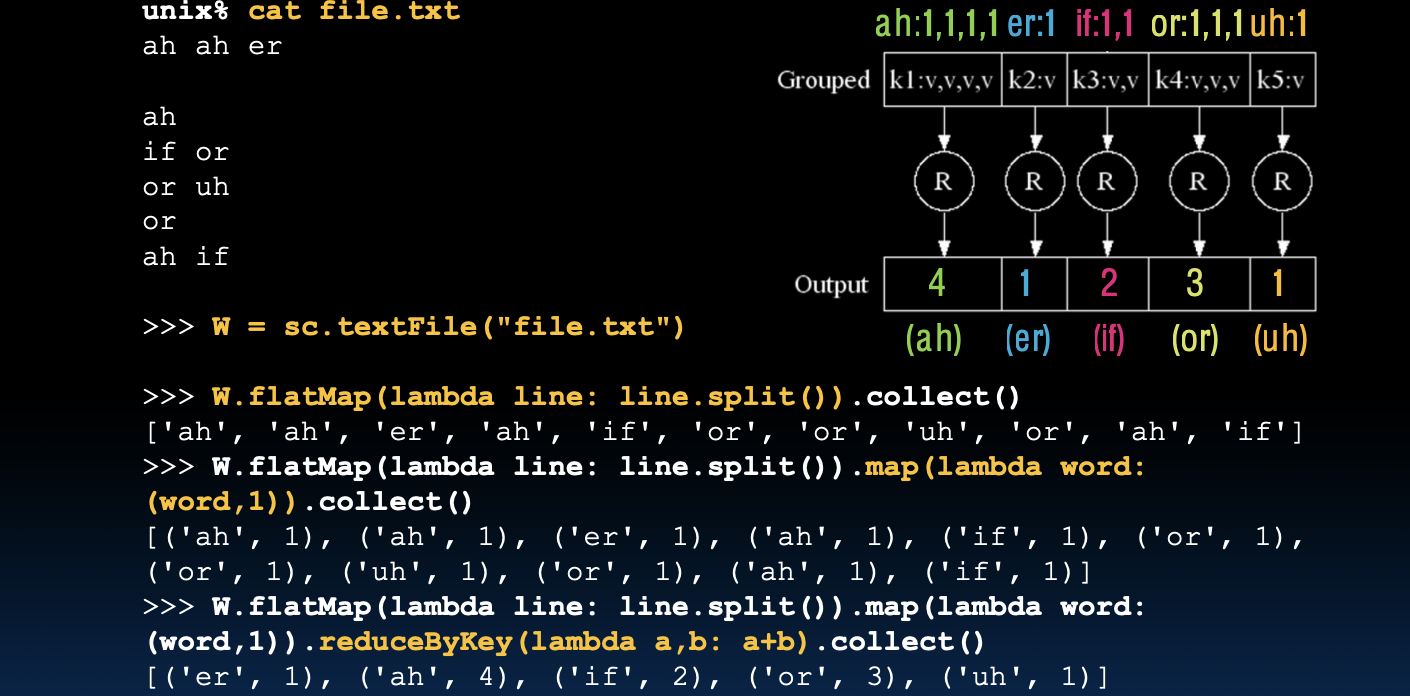 unix% cat file.txt
ah ah er
ah
if or
or uh
or
ah if
ah:1,1,1,1 er:1 if:1,1 or:1,1,1 uh:1
Grouped k1:v,v,v,v k2:v k3:v,v k4:v,v,v k5:v
R R R R R
Output 4 1 2 3 1
(ah) (er) (if) (or) (uh)
>>> W = sc.textFile("file.txt")
>>> W.flatMap(lambda line: line.split()).collect()
['ah', 'ah', 'er', 'ah', 'if', 'or', 'or', 'uh', 'or', 'ah', 'if']
>>> W.flatMap(lambda line: line.split()).map(lambda word:
(word,1)).collect()
[('ah', 1), ('ah', 1), ('er', 1), ('ah', 1), ('if', 1), ('or', 1),
('or', 1), ('uh', 1), ('or', 1), ('ah', 1), ('if', 1)]
>>> W.flatMap(lambda line: line.split()).map(lambda word:
(word,1)).reduceByKey(lambda a,b: a+b).collect()
[('er', 1), ('ah', 4), ('if', 2), ('or', 3), ('uh', 1)]